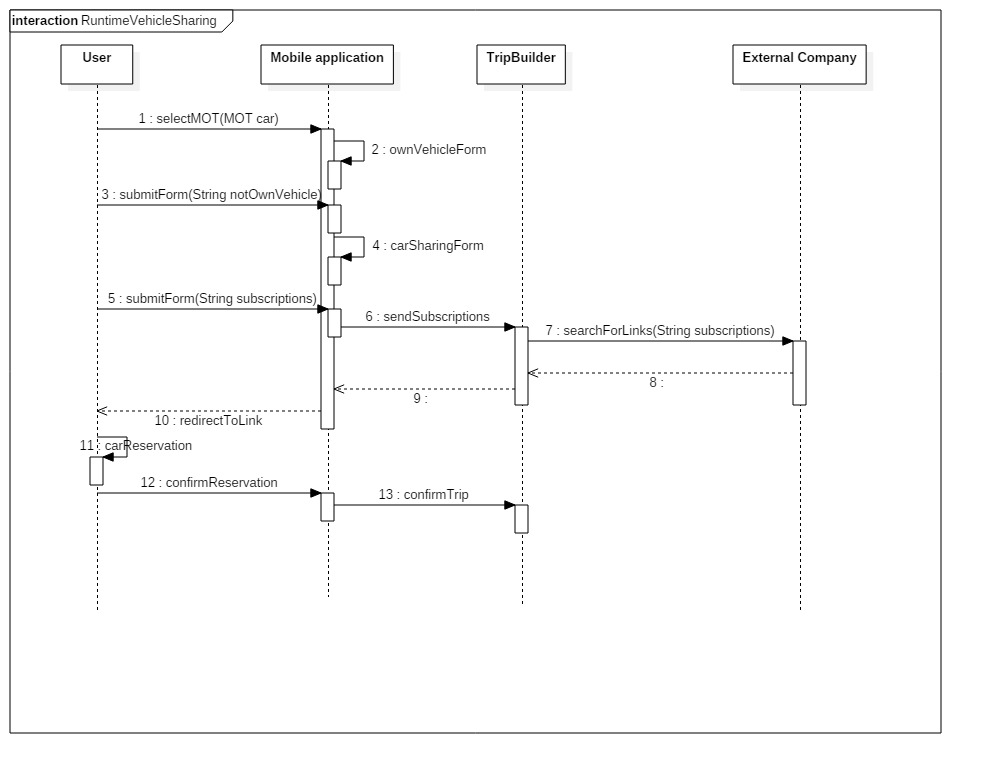 interaction RuntimeVehicleSharing
User
Mobile application
TripBuilder
External Company
1 : selectMOT(MOT car)
2 : ownVehicleForm
3 : submitForm(String notOwnVehicle)
4 : carSharingForm
5 : submitForm(String subscriptions)
6 : sendSubscriptions
7 : searchForLinks(String subscriptions)
8 :
9 :
10 : redirectToLink
11 : carReservation
12 : confirmReservation
13 : confirmTrip